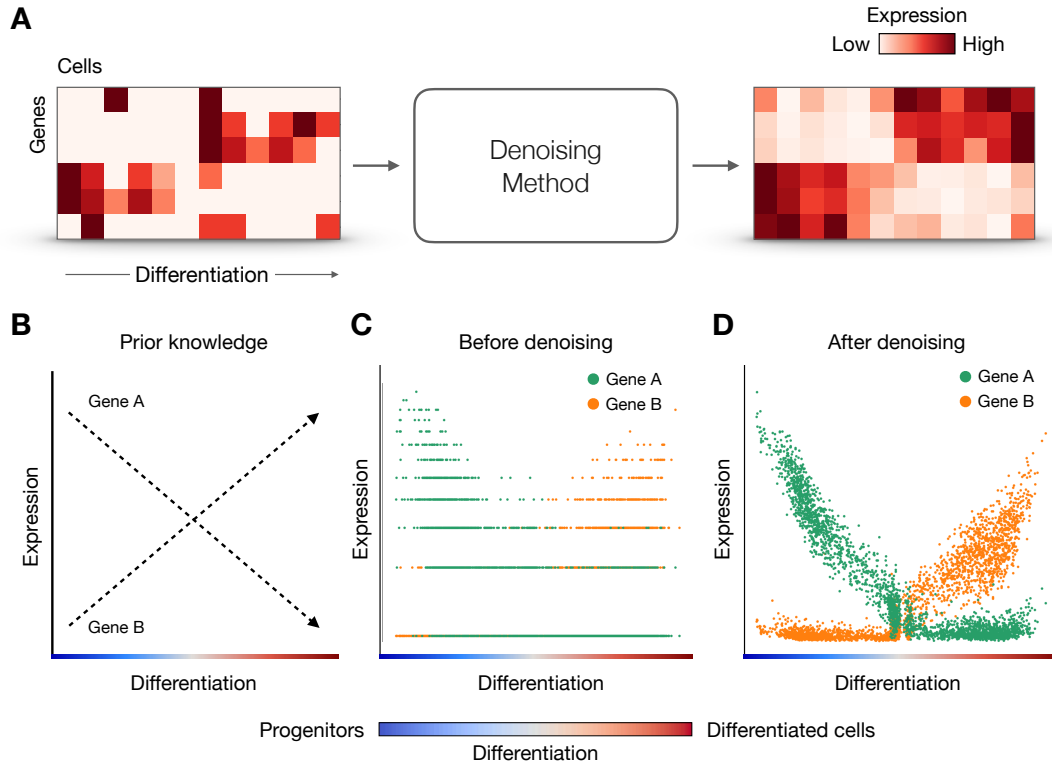 A
Expression
Low
High
Cells
Genes
Denoising
Method
Differentiation
B
Prior knowledge
Gene A
Gene B
Expression
Differentiation
C
Before denoising
Gene A
Gene B
Expression
Differentiation
D
After denoising
Gene A
Gene B
Expression
Differentiation
Progenitors
Differentiated cells
Differentiation